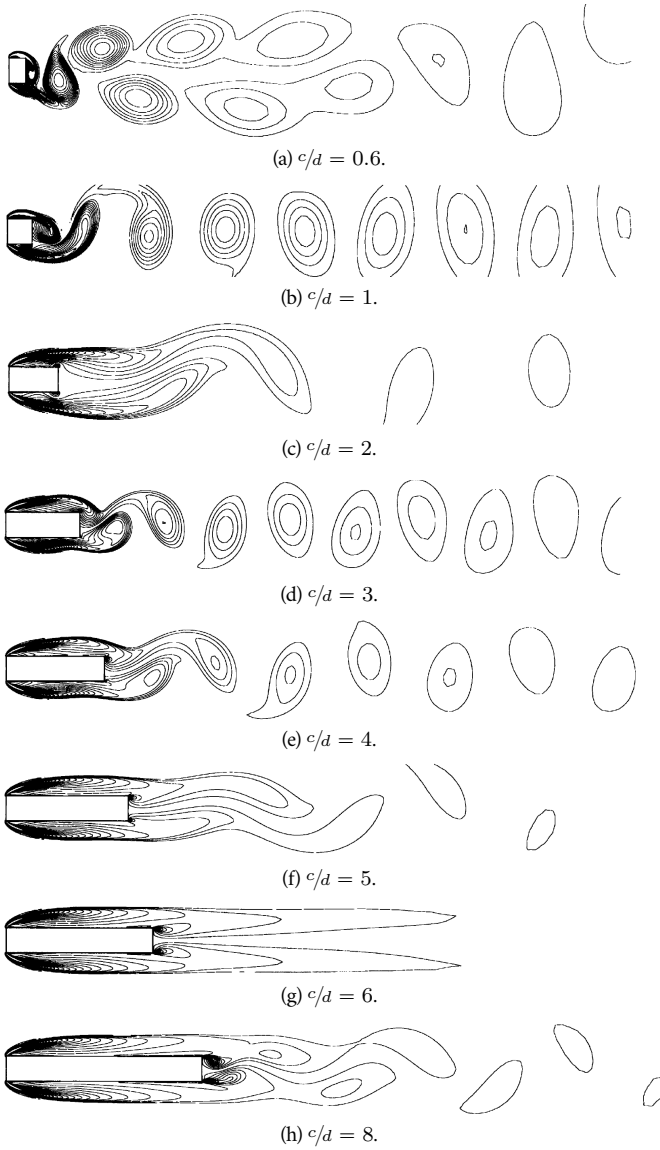 (a) c/d = 0.6.
(b) c/d = 1.
(c) c/d = 2.
(d) c/d = 3.
(e) c/d = 4.
(f) c/d = 5.
(g) c/d = 6.
(h) c/d = 8.